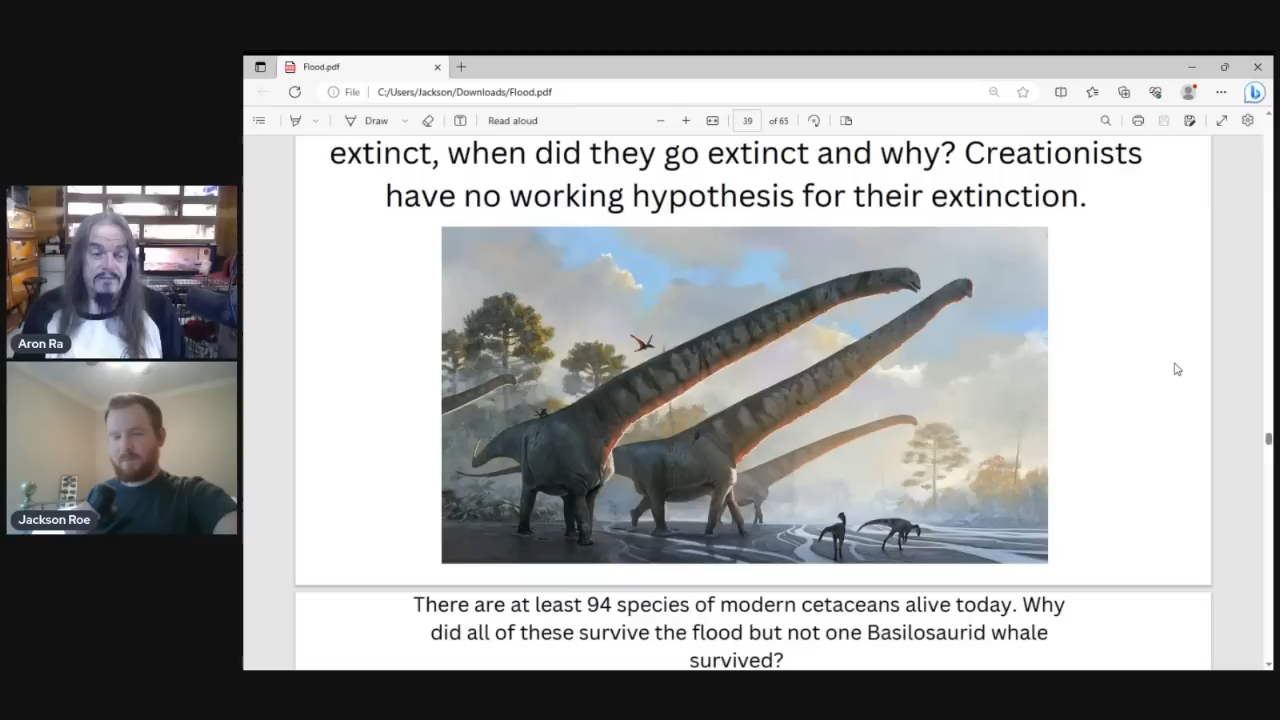 Flood.pdf
File
C:/Users/Jackson/Downloads/Flood.pdf
Draw
Read aloud
39
of 65
extinct, when did they go extinct and why? Creationists
have no working hypothesis for their extinction.
Aron Ra
Jackson Roe
There are at least 94 species of modern cetaceans alive today. Why
did all of these survive the flood but not one Basilosaurid whale
survived?